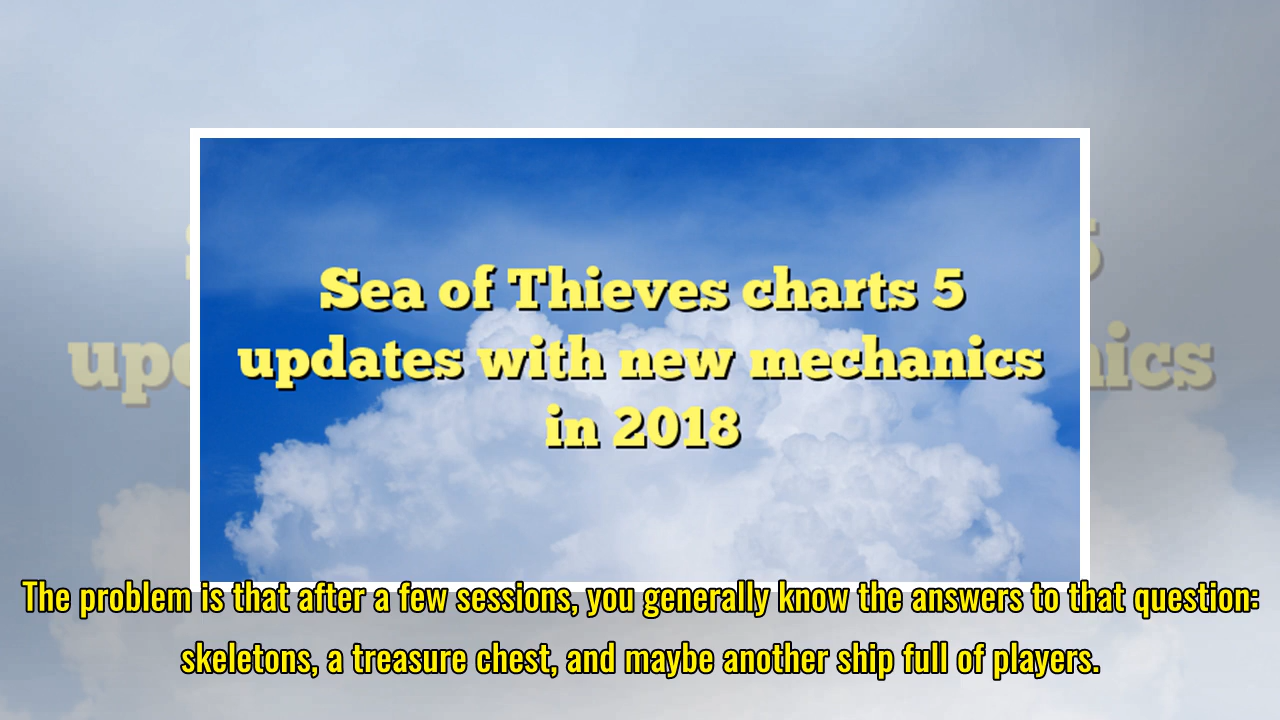 Sea of Thieves charts 5
updates with new mechanics
in 2018
The problem is that after a few sessions, you generally know the answers to that question:
skeletons, a treasure chest, and maybe another ship full of players.